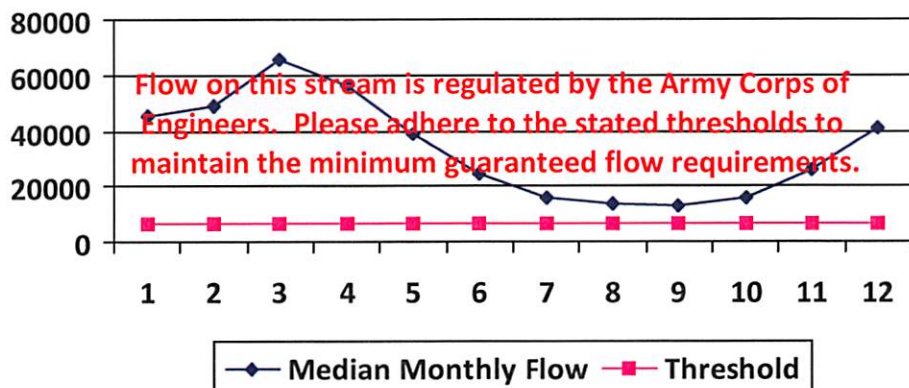 80000
60000
40000
20000
0
Flow on this stream is regulated by the Army Corps of
Engineers. Please adhere to the stated thresholds to
maintain the minimum guaranteed flow requirements.
1 2 3 4 5 6 7 8 9 10 11 12
Median Monthly Flow Threshold